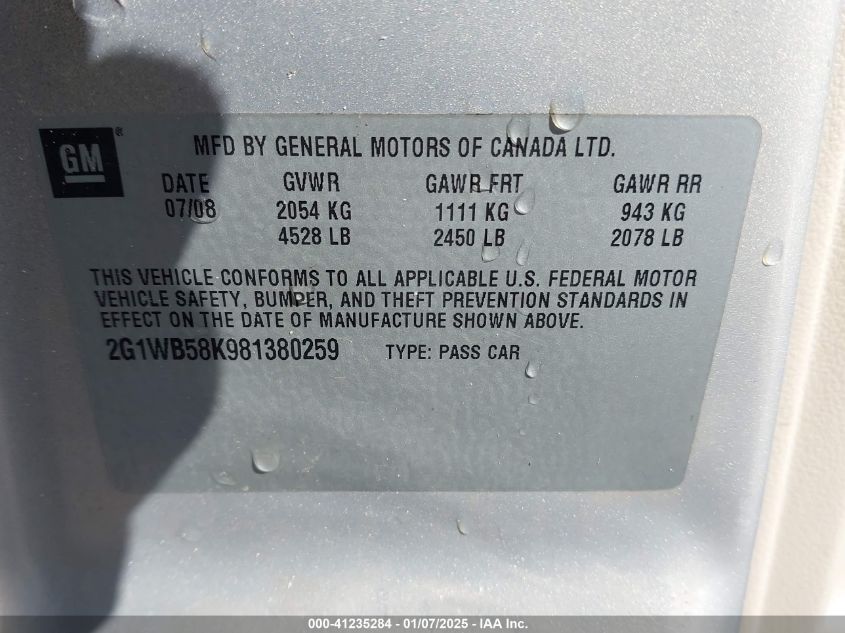 GM®
MFD BY GENERAL MOTORS OF CANADA LTD.
DATE GVWR GAWR FRT GAWR RR
07/08 2054 KG 1111 KG 943 KG
4528 LB 2450 LB 2078 LB
THIS VEHICLE CONFORMS TO ALL APPLICABLE U.S. FEDERAL MOTOR
VEHICLE SAFETY, BUMPER, AND THEFT PREVENTION STANDARDS IN
EFFECT ON THE DATE OF MANUFACTURE SHOWN ABOVE.
2G1WB58K981380259 TYPE: PASS CAR
000-41235284 - 01/07/2025 - IAA Inc.